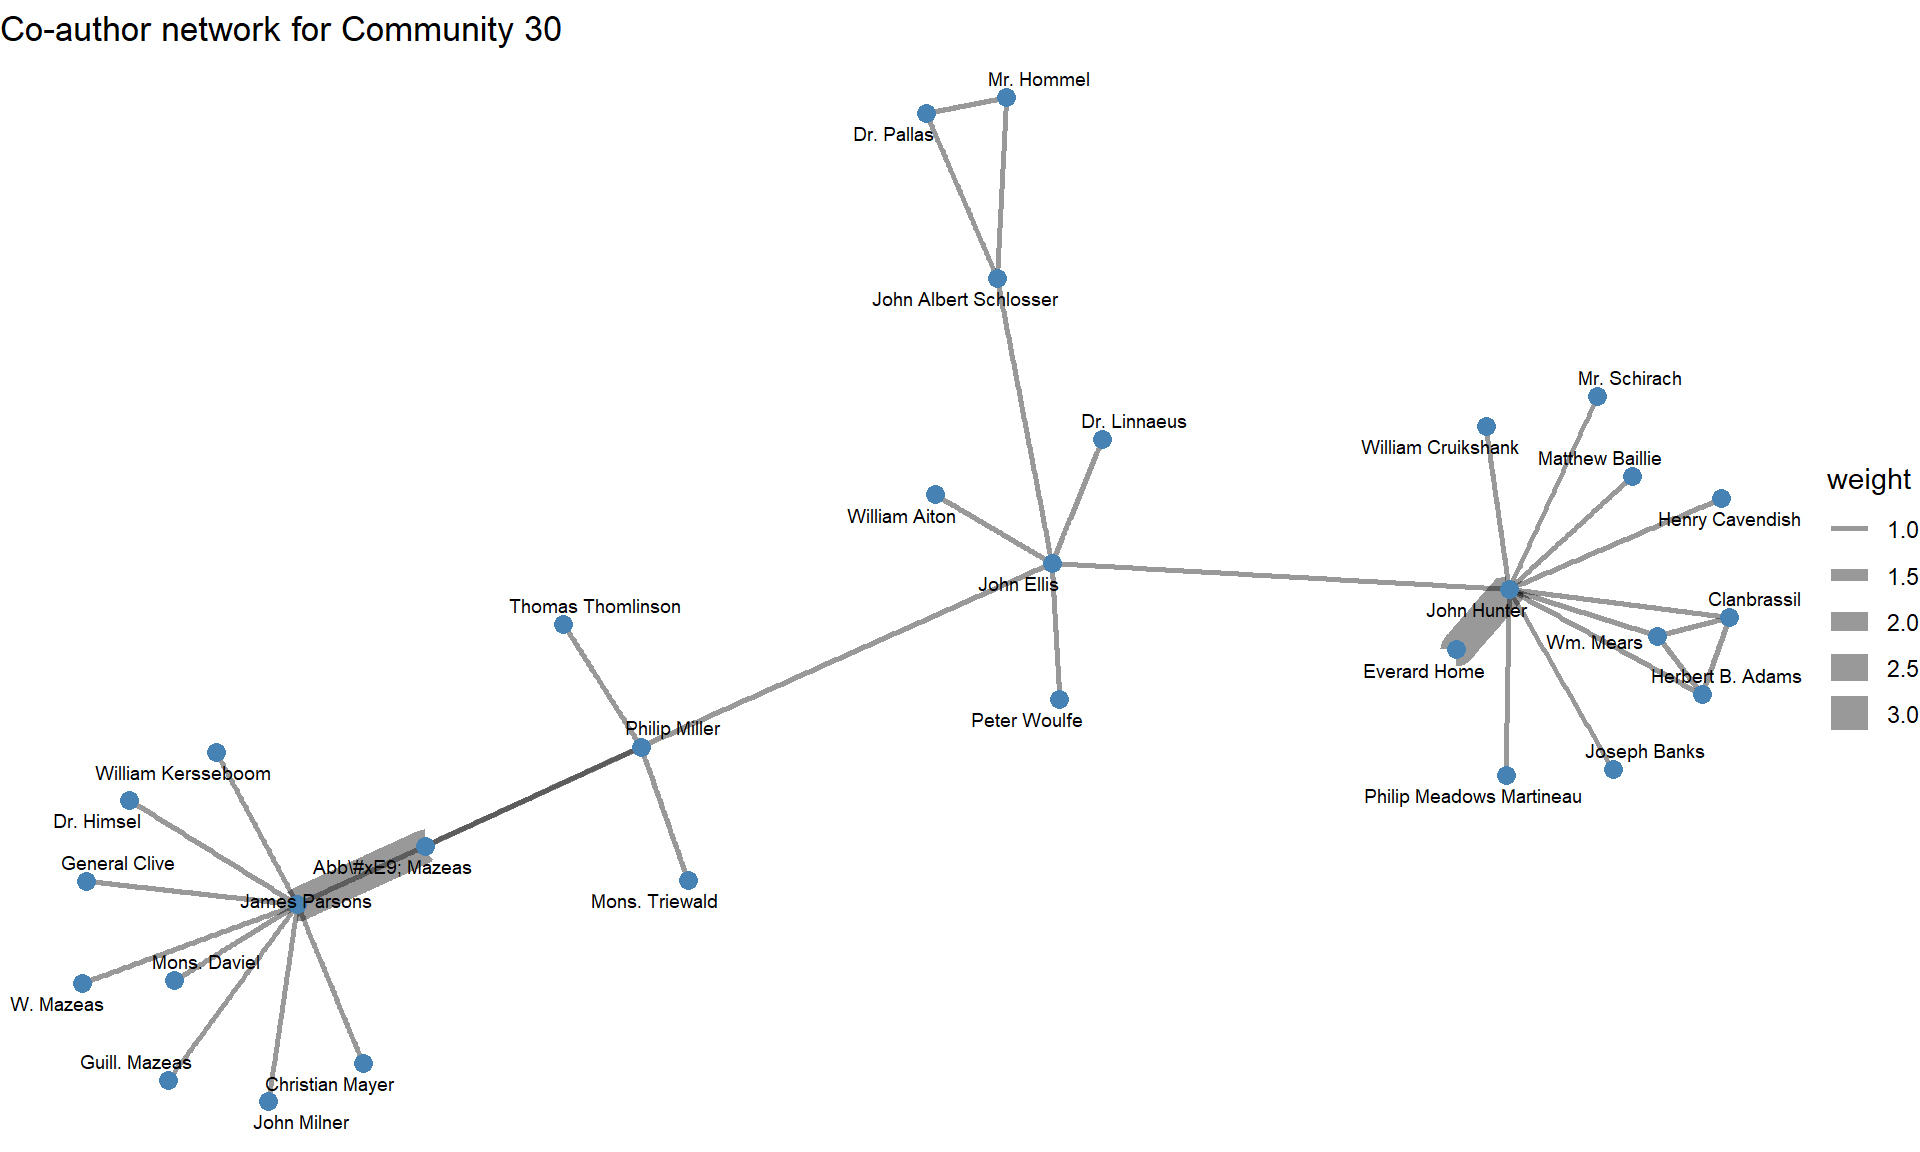 Co-author network for Community 30
Mr. Hommel
Dr. Pallas
John Albert Schlosser
Mr. Schirach
Dr. Linnaeus
William Cruikshank
Matthew Baillie
weight
William Aiton
Henry Cavendish
1.0
1.5
John Ellis
Clanbrassil
Thomas Thomlinson
John Hunter
2.0
Wm. Mears
Everard Home
2.5
Herbert B. Adams
3.0
Peter Woulfe
Philip Miller
Joseph Banks
William Kersseboom
Philip Meadows Martineau
Dr. Himsel
General Clive
Abb\#xE9; Mazeas
James Parsons
Mons. Triewald
Mons. Daviel
W. Mazeas
Guill. Mazeas
Christian Mayer
John Milner